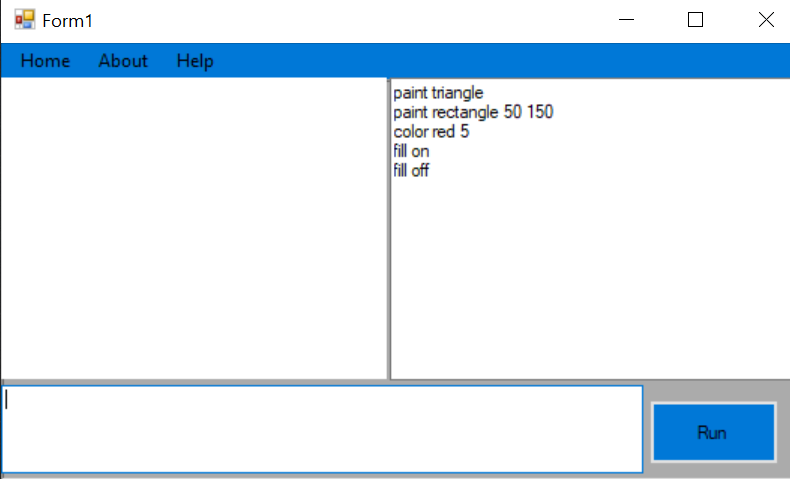 Form1
Home About Help
paint triangle
paint rectangle 50 150
color red 5
fill on
fill off
Run